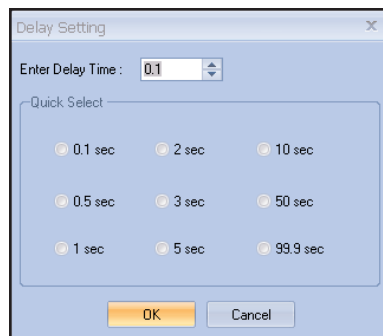 Delay Setting
Enter Delay Time : 0.1
Quick Select
0.1 sec 2 sec 10 sec
0.5 sec 3 sec 50 sec
1 sec 5 sec 99.9 sec
OK Cancel